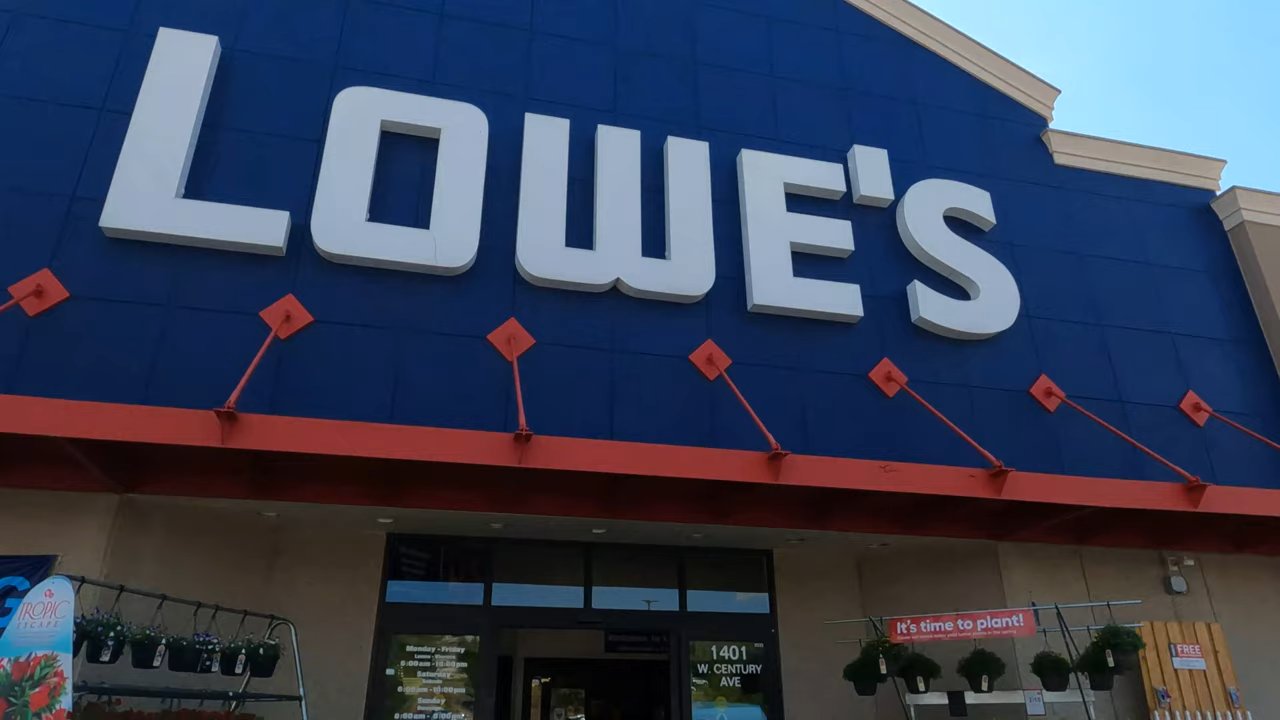 LOWE'S
It's time to plant!
TROPIC
ESCAPE
FREE
Monday - Friday
Saturday
Sunday
1401
W. CENTURY
AVE